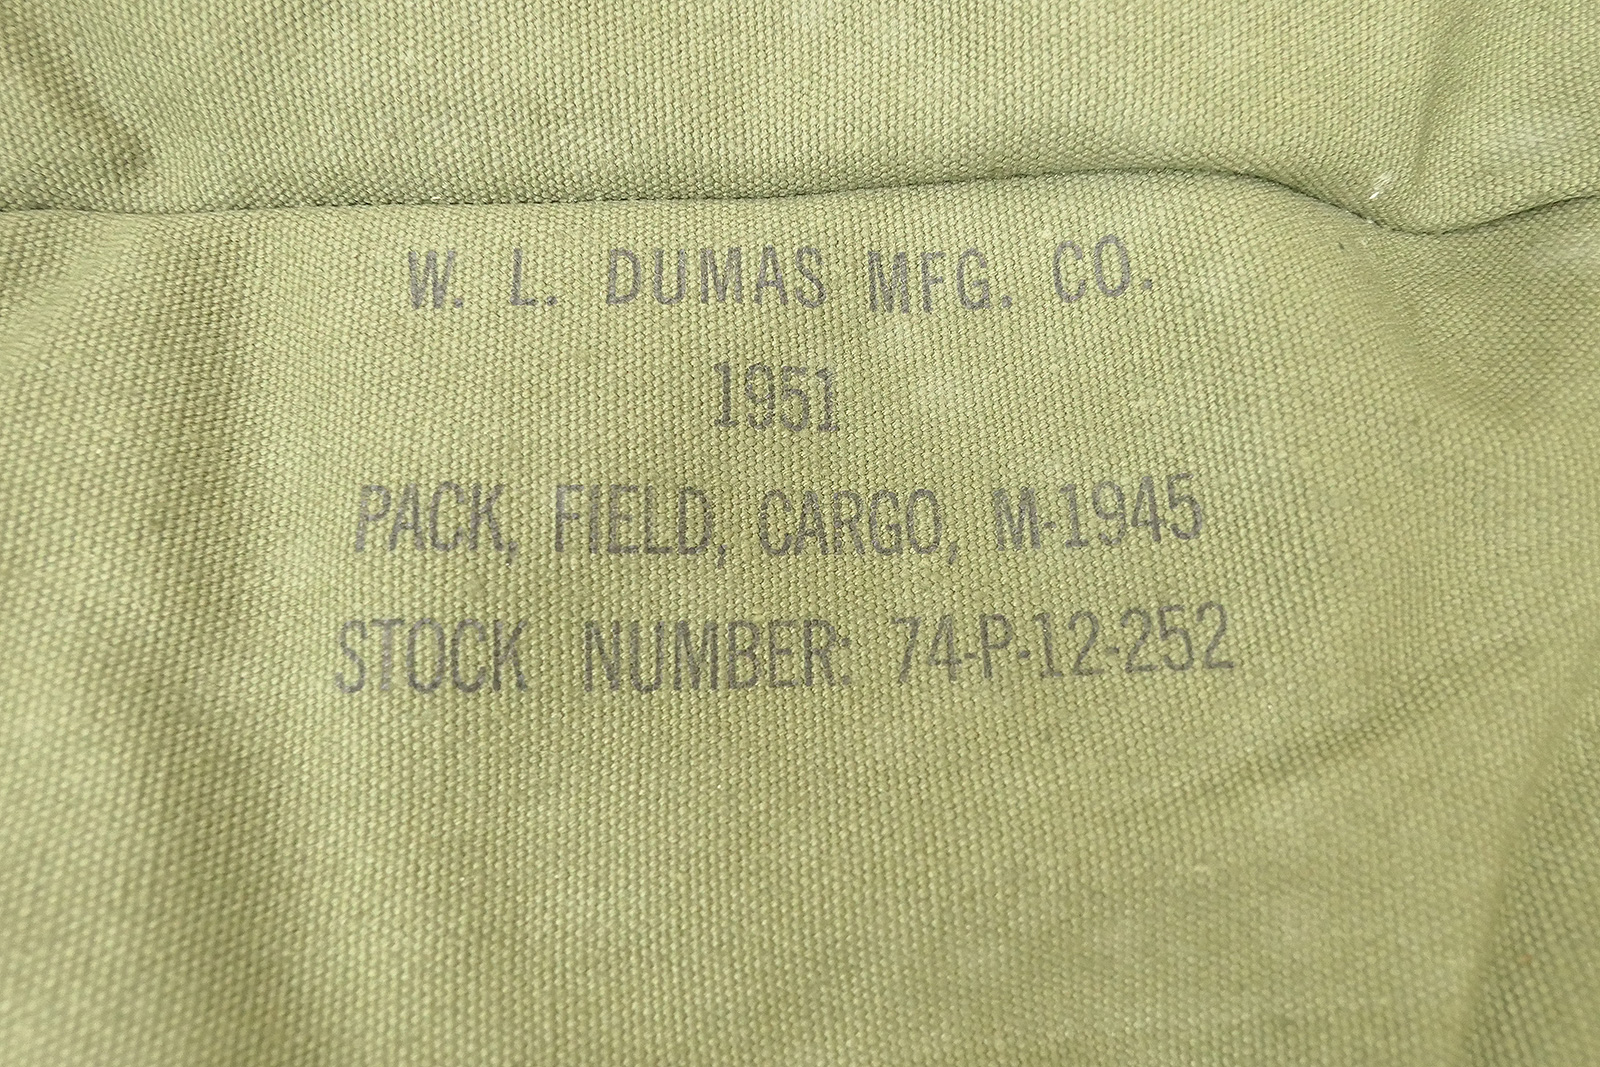 W. L. DUMAS MFG. CO.
1951
PACK, FIELD, CARGO, M-1945
STOCK NUMBER: 74-P-12-252